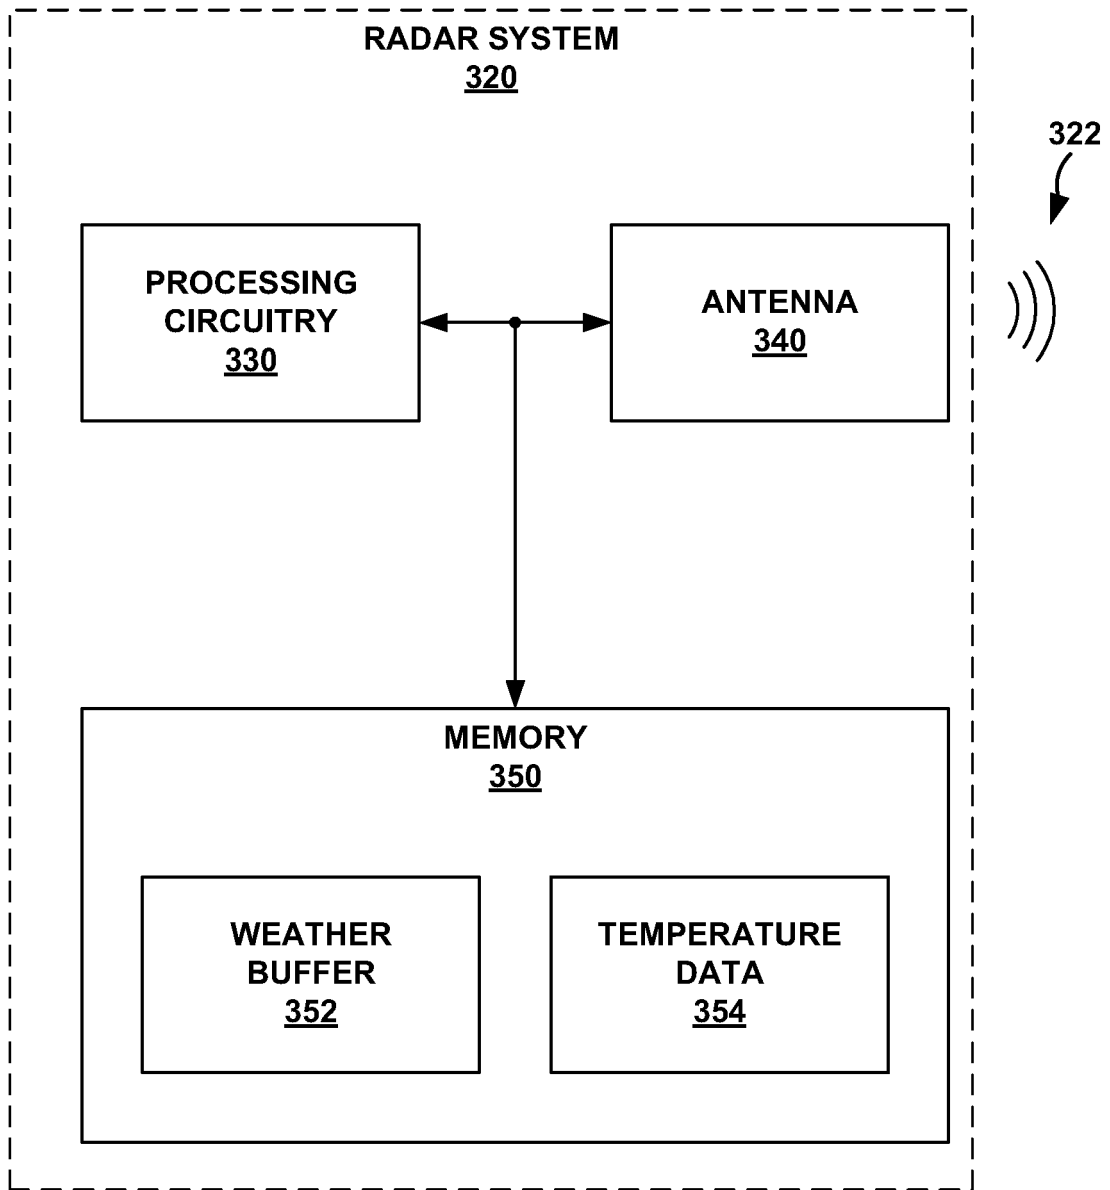 RADAR SYSTEM
320
322
PROCESSING
CIRCUITRY
330
ANTENNA
340
MEMORY
350
WEATHER
BUFFER
352
TEMPERATURE
DATA
354